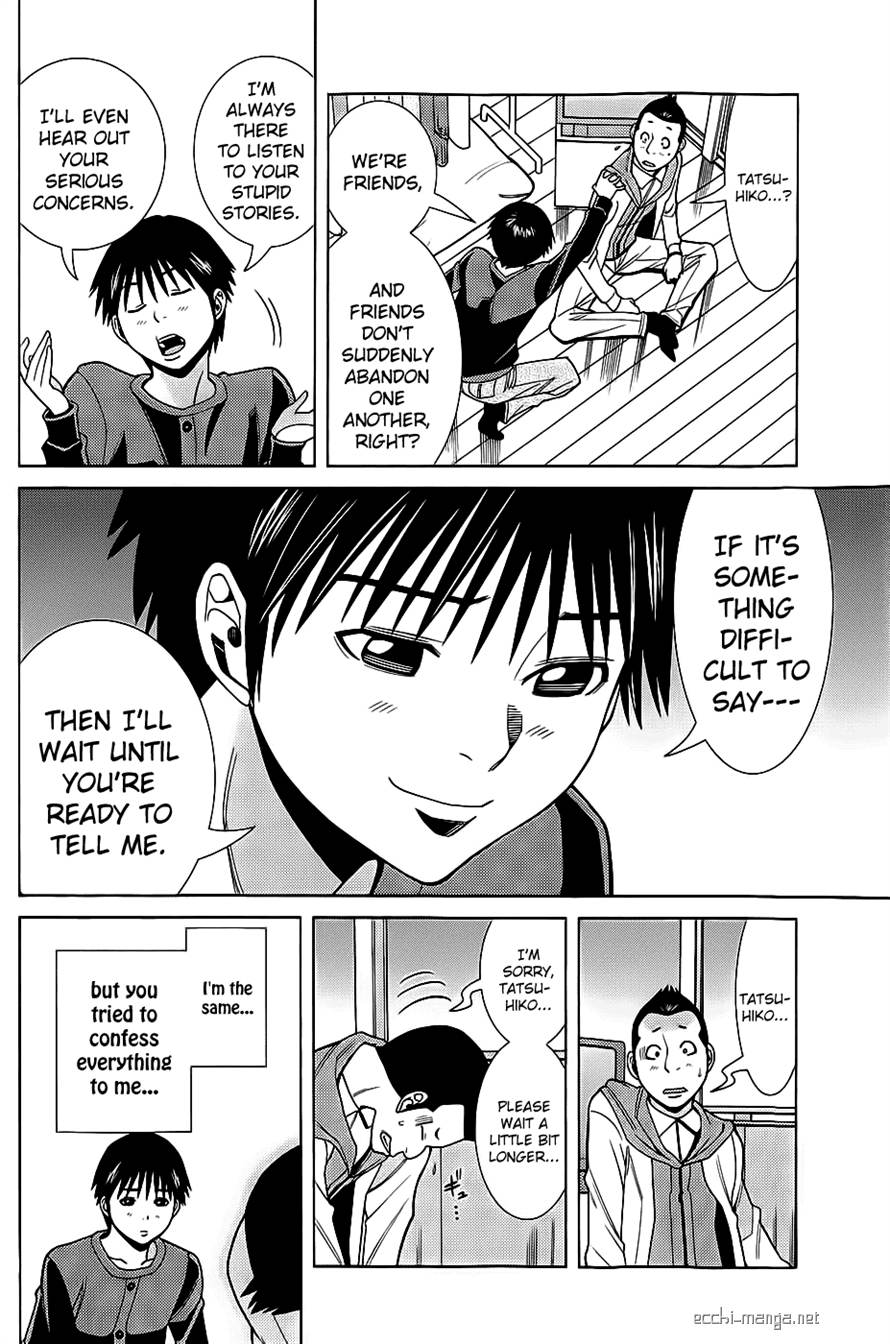 TATSU-
HIKO...?
WE'RE
FRIENDS,
AND
FRIENDS
DON'T
SUDDENLY
ABANDON
ONE
ANOTHER,
RIGHT?
I'M
ALWAYS
THERE
TO LISTEN
TO YOUR
STUPID
STORIES.
I'LL EVEN
HEAR OUT
YOUR
SERIOUS
CONCERNS.
IF IT'S
SOME-
THING
DIFFI-
CULT TO
SAY---
THEN I'LL
WAIT UNTIL
YOU'RE
READY TO
TELL ME.
TATSU-
HIKO...
I'M
SORRY,
TATSU-
HIKO...
PLEASE
WAIT A
LITTLE BIT
LONGER...
ギュ...
I'm the
same...
but you
tried to
confess
everything
to me...
ecchi-manga.net